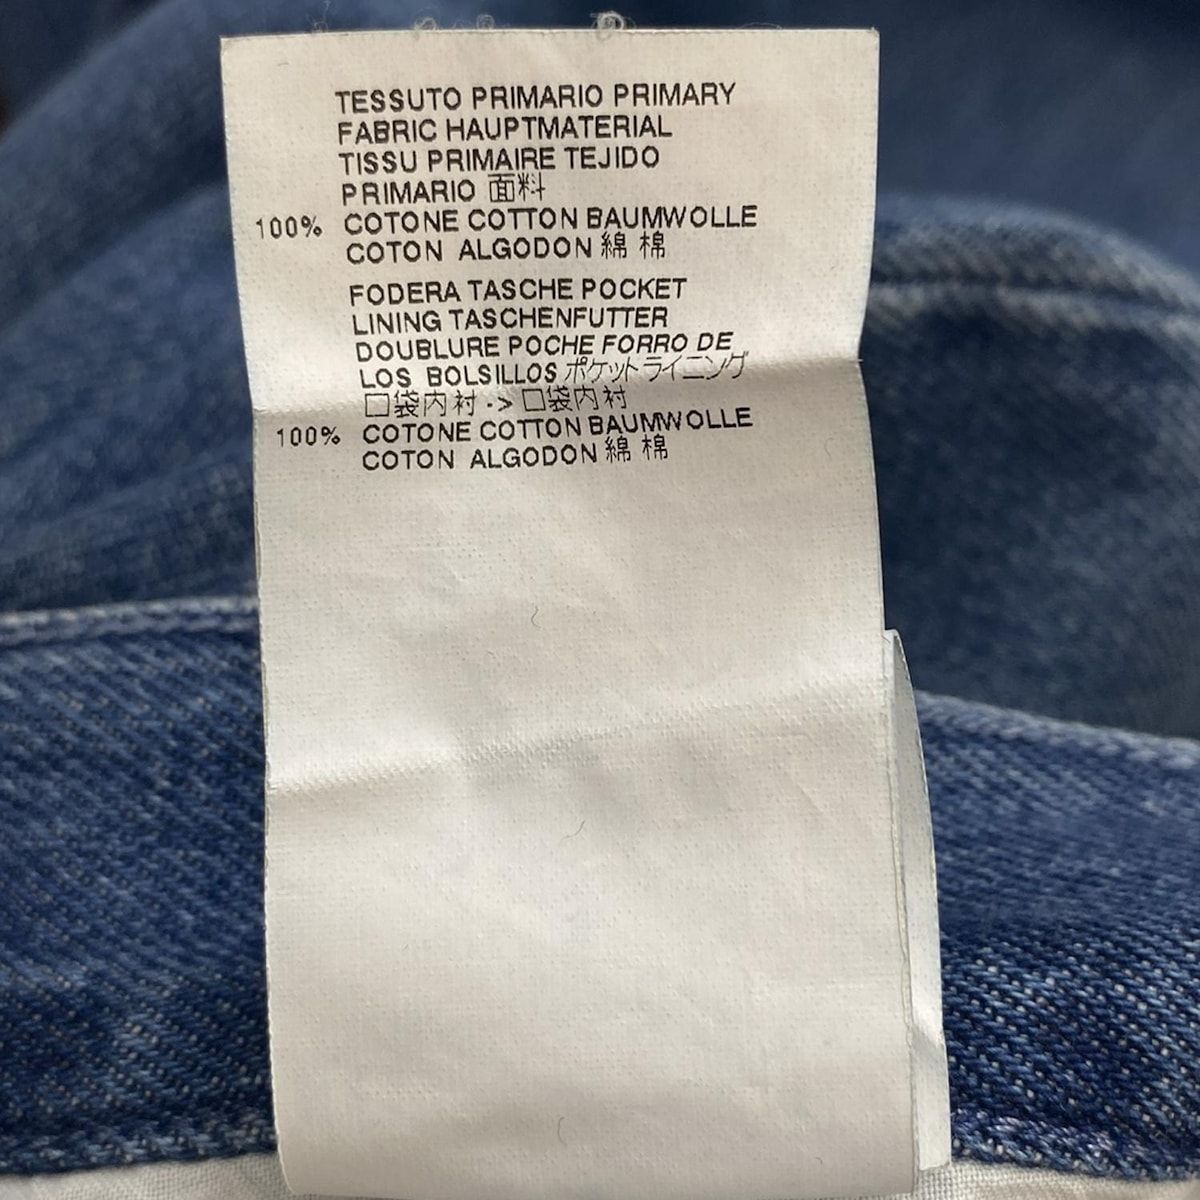 TESSUTO PRIMARIO PRIMARY
FABRIC HAUPTMATERIAL
TISSU PRIMAIRE TEJIDO
PRIMARIO 面料
100% COTONE COTTON BAUMWOLLE
COTON ALGODON 綿 棉
FODERA TASCHE POCKET
LINING TASCHENFUTTER
DOUBLURE POCHE FORRO DE
LOS BOLSILLOS ポケットライニング
口袋内衬 -> 口袋内衬
100% COTONE COTTON BAUMWOLLE
COTON ALGODON 綿 棉